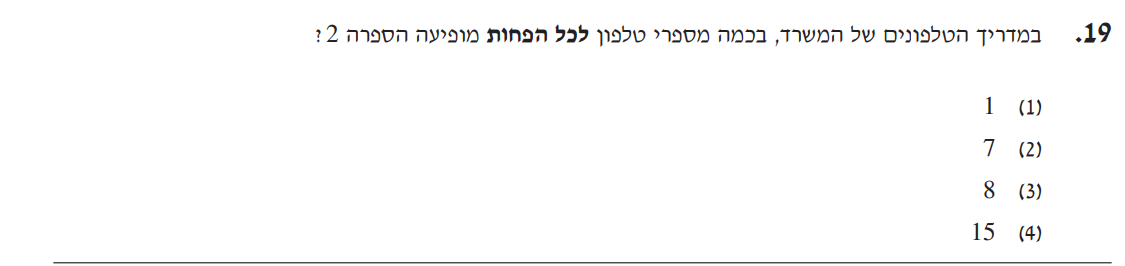 19. במדריך הטלפונים של המשרד, בכמה מספרי טלפון לכל הפחות מופיעה הספרה 2?
(1) 1
(2) 7
(3) 8
(4) 15